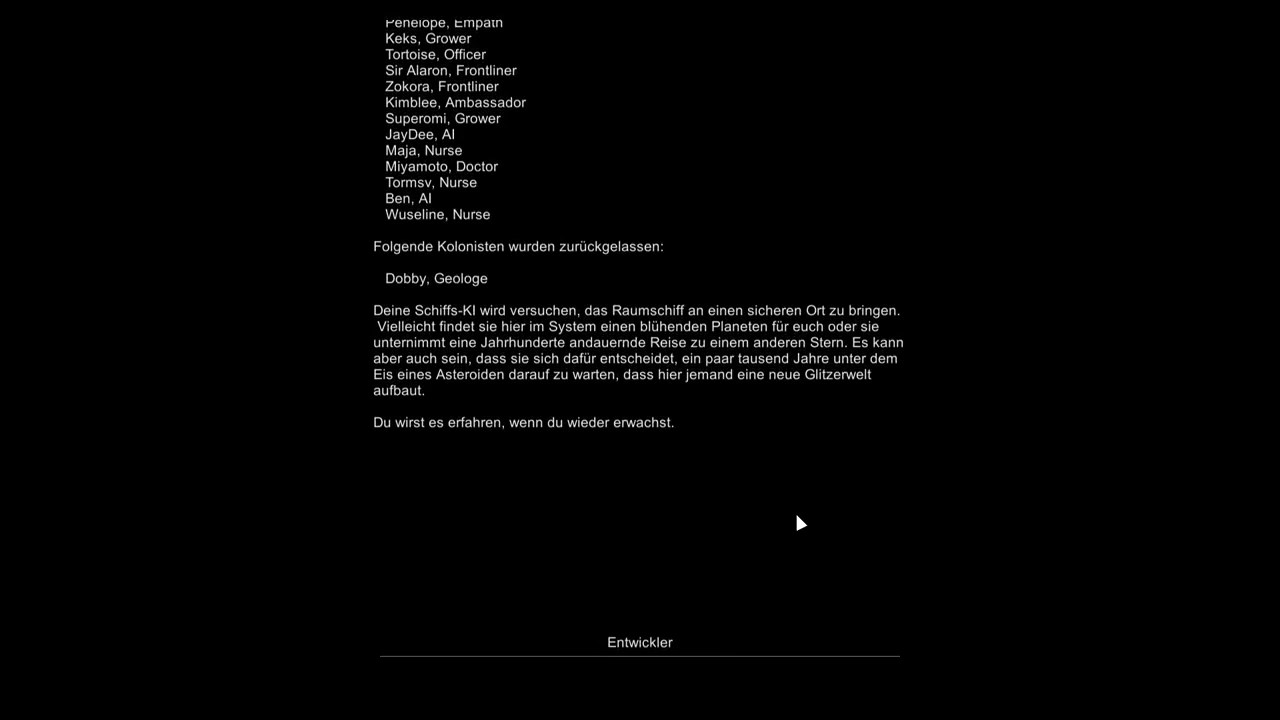 Penelope, Empath
Keks, Grower
Tortoise, Officer
Sir Alaron, Frontliner
Zokora, Frontliner
Kimblee, Ambassador
Superomi, Grower
JayDee, AI
Maja, Nurse
Miyamoto, Doctor
Tormsv, Nurse
Ben, AI
Wuseline, Nurse
Folgende Kolonisten wurden zurückgelassen:
Dobby, Geologe
Deine Schiffs-KI wird versuchen, das Raumschiff an einen sicheren Ort zu bringen.
Vielleicht findet sie hier im System einen blühenden Planeten für euch oder sie
unternimmt eine Jahrhunderte andauernde Reise zu einem anderen Stern. Es kann
aber auch sein, dass sie sich dafür entscheidet, ein paar tausend Jahre unter dem
Eis eines Asteroiden darauf zu warten, dass hier jemand eine neue Glitzerwelt
aufbaut.
Du wirst es erfahren, wenn du wieder erwachst.
Entwickler